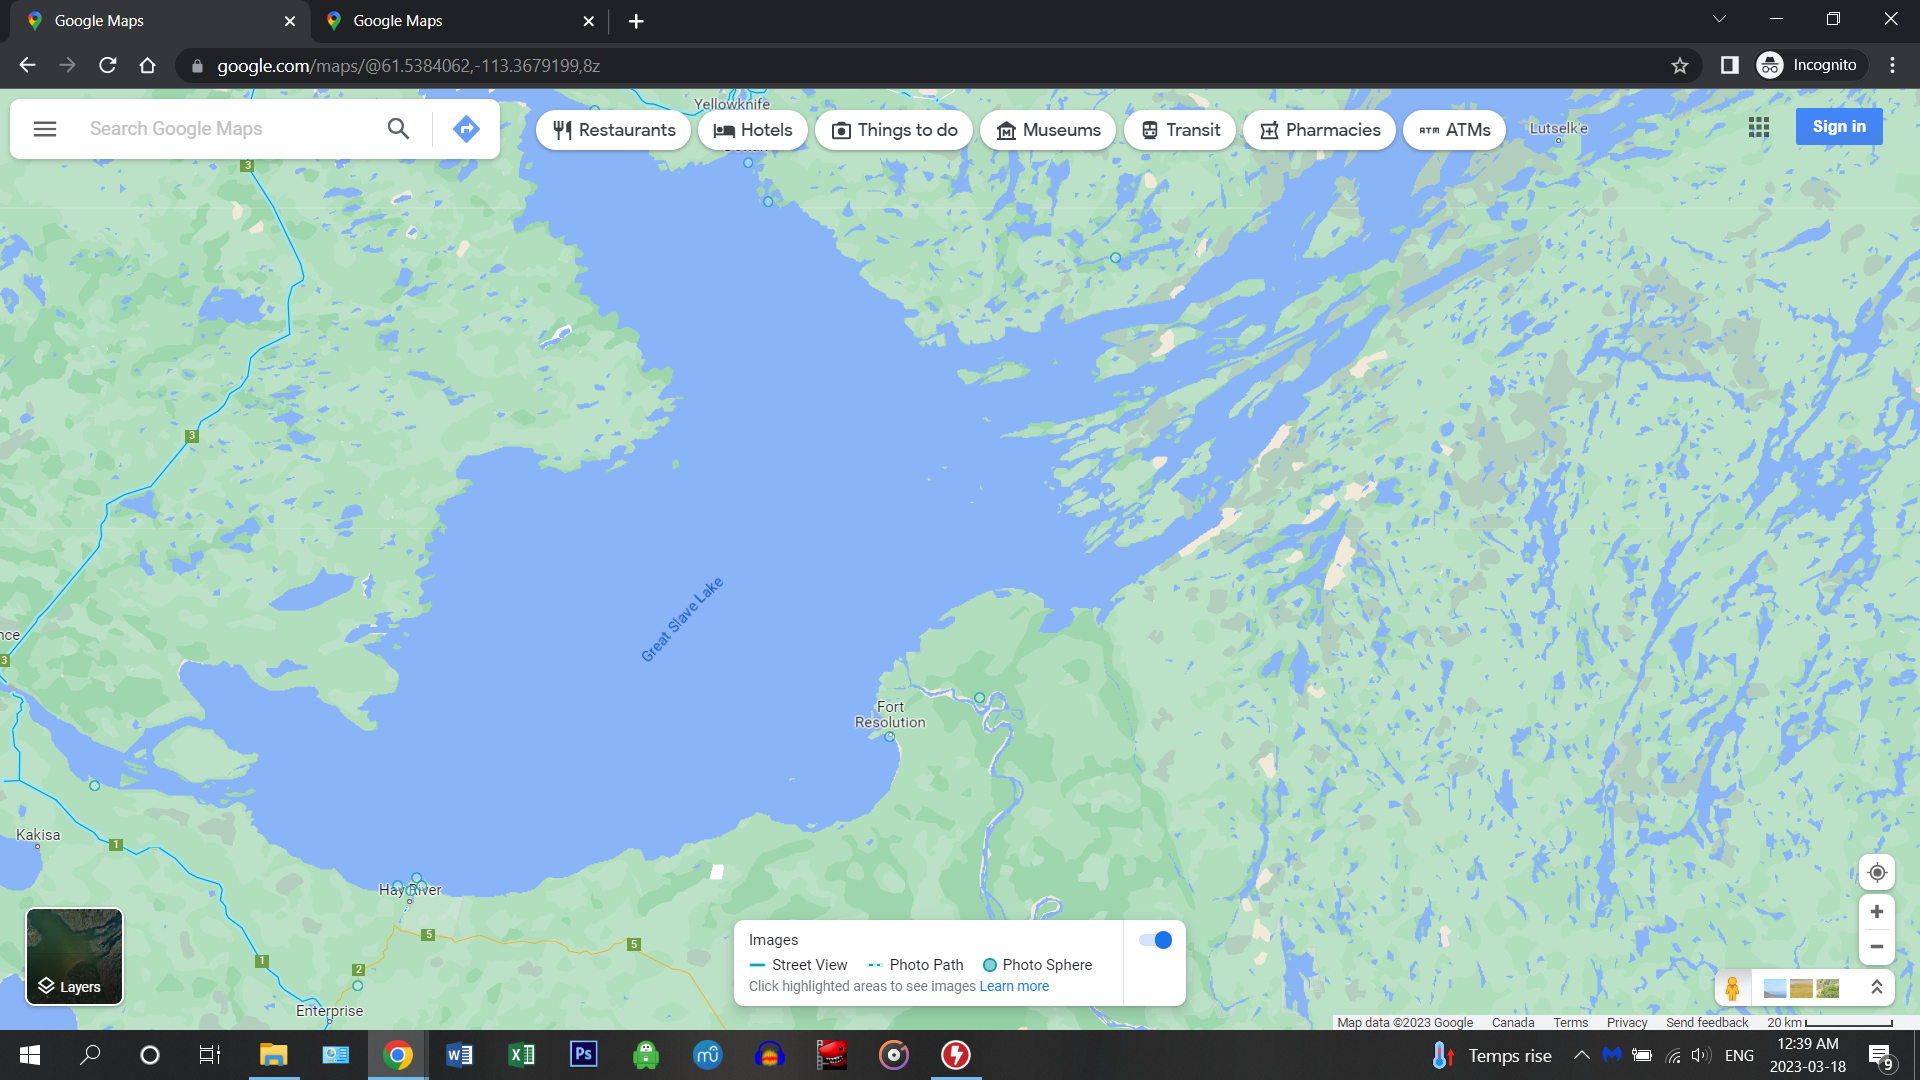 Google Maps
Google Maps
google.com/maps/@61.5384062,-113.3679199,8z
Incognito
Search Google Maps
Restaurants
Hotels
Things to do
Museums
Transit
Pharmacies
ATM ATMs
Sign in
Yellowknife
Lutselk'e
3
3
3
Great Slave Lake
Fort
Resolution
Kakisa
1
Hay River
5
5
1
2
Enterprise
Layers
Images
Street View
Photo Path
Photo Sphere
Click highlighted areas to see images Learn more
Map data ©2023 Google
Canada
Terms
Privacy
Send feedback
20 km
W
X
Ps
Temps rise
ENG
12:39 AM
2023-03-18
9